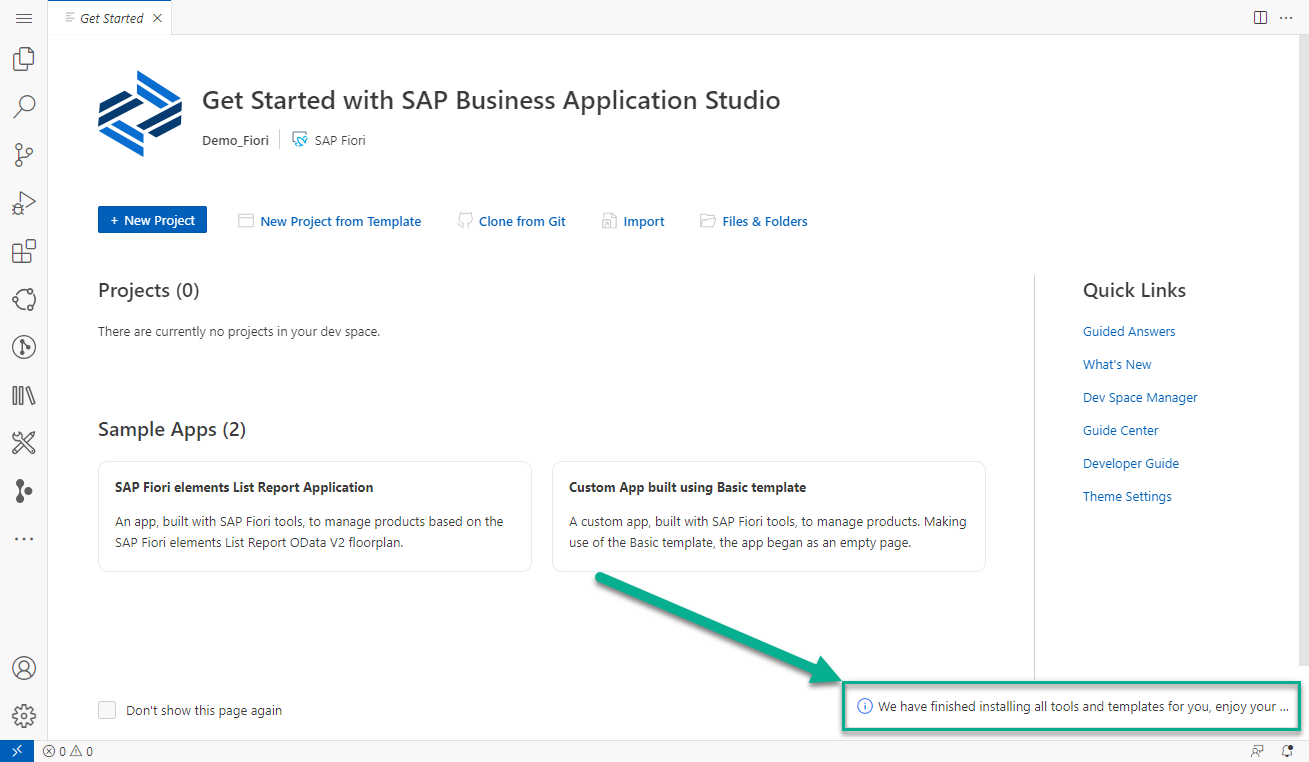 Get Started
Get Started with SAP Business Application Studio
Demo_Fiori SAP Fiori
+ New Project New Project from Template Clone from Git Import Files & Folders
Projects (0)
There are currently no projects in your dev space.
Sample Apps (2)
SAP Fiori elements List Report Application
An app, built with SAP Fiori tools, to manage products based on the
SAP Fiori elements List Report OData V2 floorplan.
Custom App built using Basic template
A custom app, built with SAP Fiori tools, to manage products. Making
use of the Basic template, the app began as an empty page.
Quick Links
Guided Answers
What's New
Dev Space Manager
Guide Center
Developer Guide
Theme Settings
Don't show this page again
We have finished installing all tools and templates for you, enjoy your ...
0 0